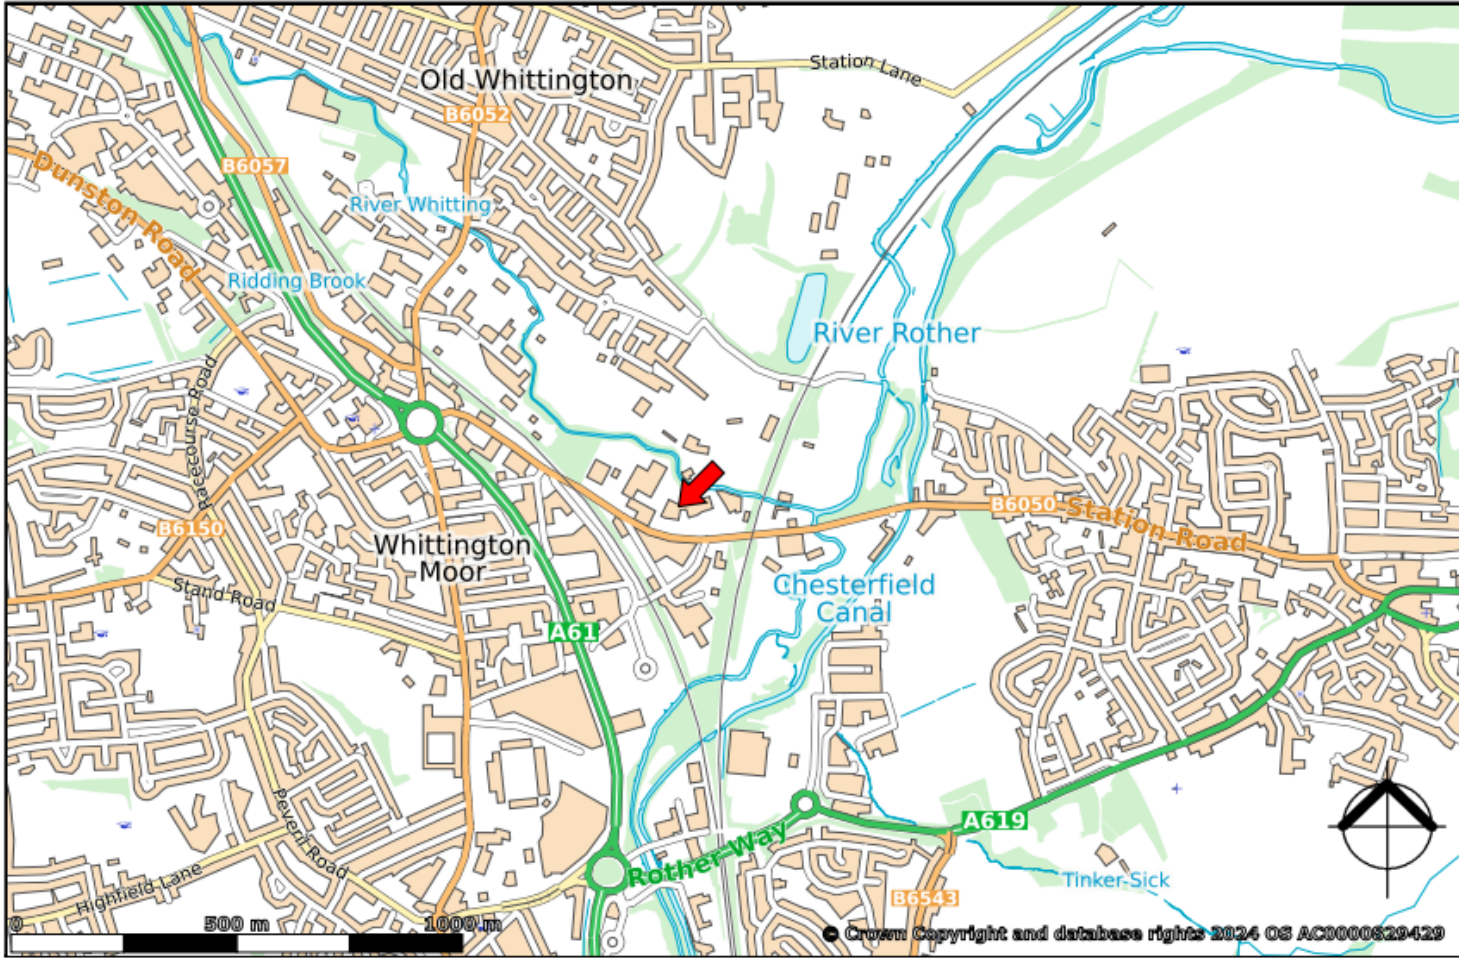 Station Lane
Old Whittington
B6052
B6057
Dunston Road
River Whitting
Ridding Brook
River Rother
Racecourse Road
B6150
B6050
Station Road
Whittington
Moor
Stand Road
Chesterfield
Canal
A61
Peveril Road
A619
Rother Way
Highfield Lane
Tinker-Sick
B6543
0 500 m 1000 m
© Crown Copyright and database rights 2024 OS AC0000829429